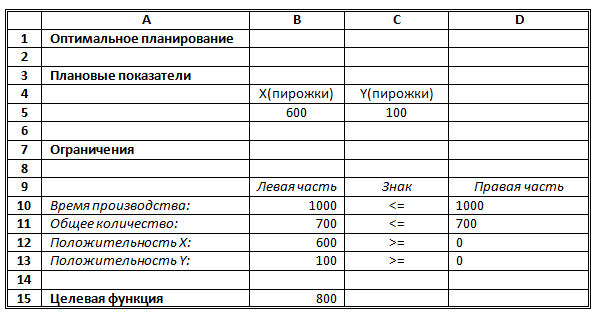 A B C D
1 Оптимальное планирование
2
3 Плановые показатели
4 X(пирожки) Y(пирожки)
5 600 100
6
7 Ограничения
8
9 Левая часть Знак Правая часть
10 Время производства: 1000 <= 1000
11 Общее количество: 700 <= 700
12 Положительность X: 600 >= 0
13 Положительность Y: 100 >= 0
14
15 Целевая функция 800